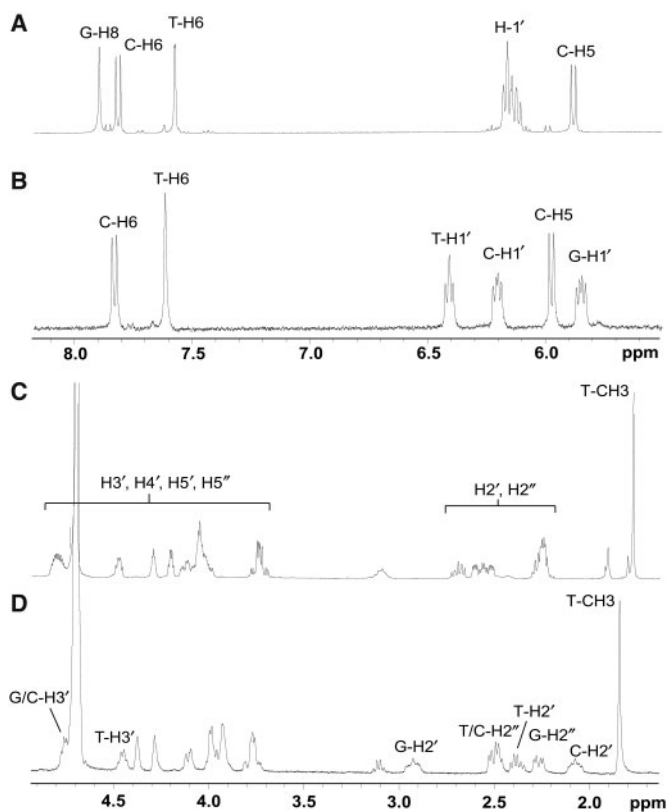 A
G-H8
C-H6
T-H6
H-1′
C-H5
B
C-H6
T-H6
T-H1′
C-H1′
C-H5
G-H1′
8.0 7.5 7.0 6.5 6.0 ppm
C
H3′, H4′, H5′, H5″
H2′, H2″
T-CH3
D
G/C-H3′
T-H3′
G-H2′
T/C-H2″
T-H2′
G-H2″
C-H2′
T-CH3
4.5 4.0 3.5 3.0 2.5 2.0 ppm